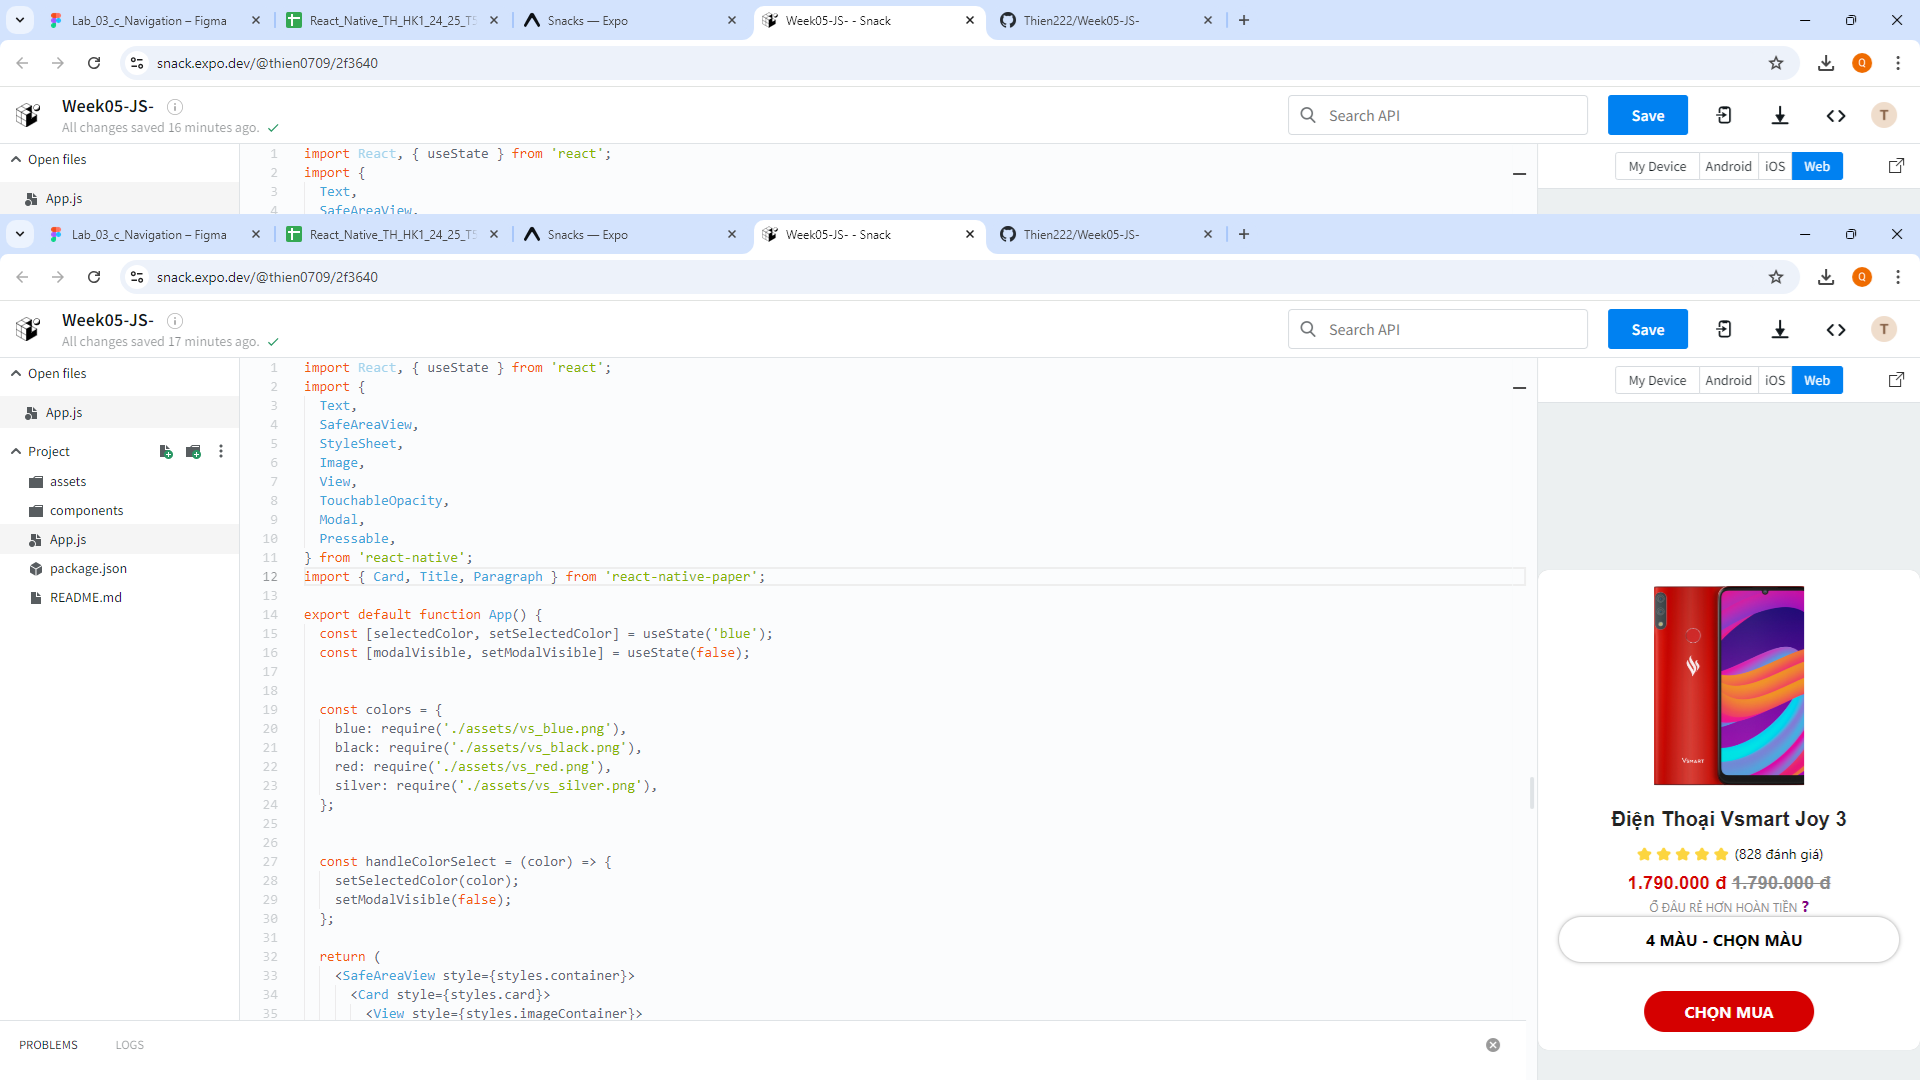 Lab_03_c_Navigation – Figma
React_Native_TH_HK1_24_25_T5
Snacks — Expo
Week05-JS- - Snack
Thien222/Week05-JS-
snack.expo.dev/@thien0709/2f3640
Q
Week05-JS-
All changes saved 16 minutes ago.
Search API
Save
T
Open files
App.js
1 import React, { useState } from 'react';
2 import {
3 Text,
4 SafeAreaView,
My Device
Android
iOS
Web
Lab_03_c_Navigation – Figma
React_Native_TH_HK1_24_25_T5
Snacks — Expo
Week05-JS- - Snack
Thien222/Week05-JS-
snack.expo.dev/@thien0709/2f3640
Q
Week05-JS-
All changes saved 17 minutes ago.
Search API
Save
T
Open files
App.js
Project
assets
components
App.js
package.json
README.md
1 import React, { useState } from 'react';
2 import {
3 Text,
4 SafeAreaView,
5 StyleSheet,
6 Image,
7 View,
8 TouchableOpacity,
9 Modal,
10 Pressable,
11 } from 'react-native';
12 import { Card, Title, Paragraph } from 'react-native-paper';
13
14 export default function App() {
15 const [selectedColor, setSelectedColor] = useState('blue');
16 const [modalVisible, setModalVisible] = useState(false);
17
18
19 const colors = {
20 blue: require('./assets/vs_blue.png'),
21 black: require('./assets/vs_black.png'),
22 red: require('./assets/vs_red.png'),
23 silver: require('./assets/vs_silver.png'),
24 };
25
26
27 const handleColorSelect = (color) => {
28 setSelectedColor(color);
29 setModalVisible(false);
30 };
31
32 return (
33 <SafeAreaView style={styles.container}>
34 <Card style={styles.card}>
35 <View style={styles.imageContainer}>
My Device
Android
iOS
Web
VSMART
Điện Thoại Vsmart Joy 3
(828 đánh giá)
1.790.000 đ 1.790.000 đ
Ở ĐÂU RẺ HƠN HOÀN TIỀN ?
4 MÀU - CHỌN MÀU
CHỌN MUA
PROBLEMS
LOGS